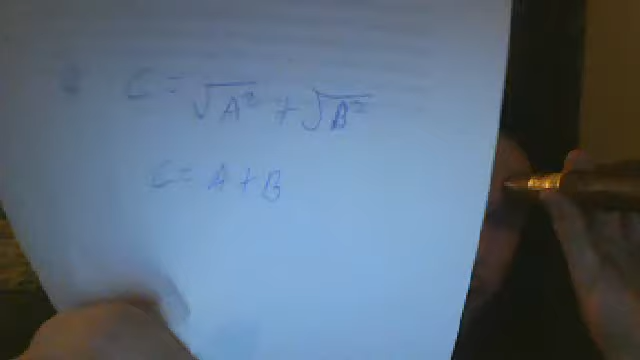 C = √A² + √B²
C = A + B